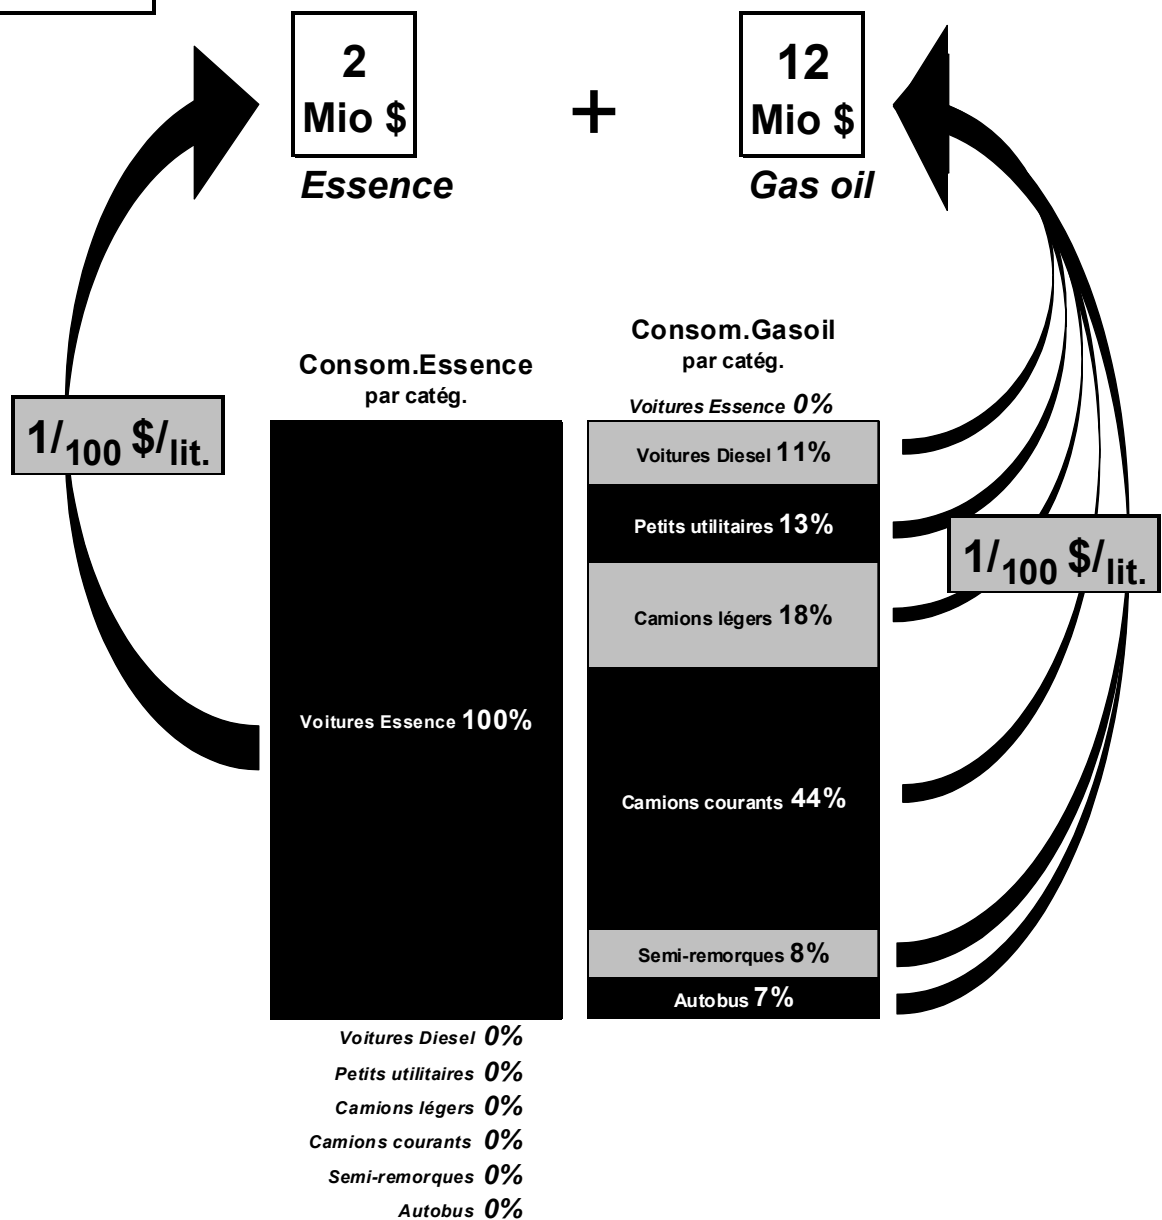 2
Mio $
Essence
+
12
Mio $
Gas oil
Consom.Essence
par catég.
Consom.Gasoil
par catég.
Voitures Essence 0%
1/100 $/lit.
Voitures Diesel 11%
Petits utilitaires 13%
1/100 $/lit.
Camions légers 18%
Voitures Essence 100%
Camions courants 44%
Semi-remorques 8%
Autobus 7%
Voitures Diesel 0%
Petits utilitaires 0%
Camions légers 0%
Camions courants 0%
Semi-remorques 0%
Autobus 0%